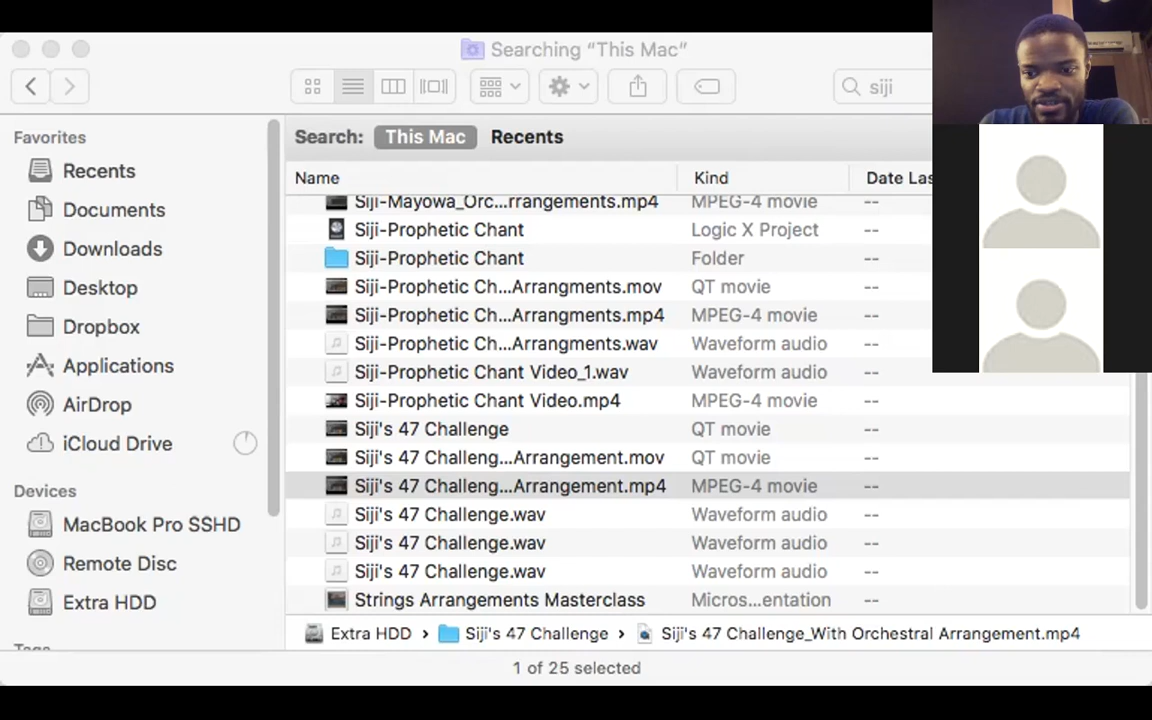 Searching “This Mac”
siji
Favorites
Recents
Documents
Downloads
Desktop
Dropbox
Applications
AirDrop
iCloud Drive
Devices
MacBook Pro SSHD
Remote Disc
Extra HDD
Tags
Search: This Mac Recents
Name Kind Date Las
Siji-Mayowa_Orc...rrangements.mp4 MPEG-4 movie --
Siji-Prophetic Chant Logic X Project --
Siji-Prophetic Chant Folder --
Siji-Prophetic Ch...Arrangments.mov QT movie --
Siji-Prophetic Ch...Arrangments.mp4 MPEG-4 movie --
Siji-Prophetic Ch...Arrangments.wav Waveform audio --
Siji-Prophetic Chant Video_1.wav Waveform audio --
Siji-Prophetic Chant Video.mp4 MPEG-4 movie --
Siji's 47 Challenge QT movie --
Siji's 47 Challeng...Arrangement.mov QT movie --
Siji's 47 Challeng...Arrangement.mp4 MPEG-4 movie --
Siji's 47 Challenge.wav Waveform audio --
Siji's 47 Challenge.wav Waveform audio --
Siji's 47 Challenge.wav Waveform audio --
Strings Arrangements Masterclass Micros...entation --
Extra HDD › Siji's 47 Challenge › Siji's 47 Challenge_With Orchestral Arrangement.mp4
1 of 25 selected